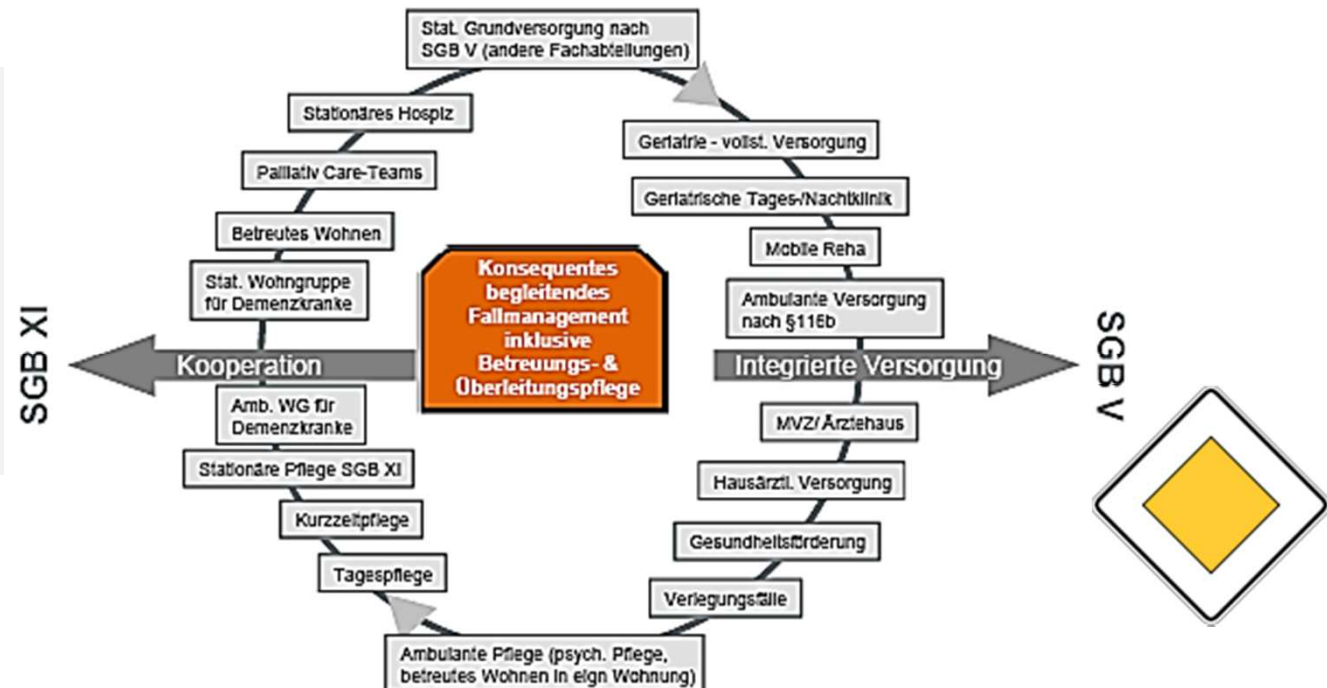 Stat. Grundversorgung nach
SGB V (andere Fachabteilungen)
Stationäres Hospiz
Geriatrie - vollst. Versorgung
Palliativ Care-Teams
Geriatrische Tages-/Nachtklinik
Betreutes Wohnen
Mobile Reha
Stat. Wohngruppe
für Demenzkranke
Konsequentes
begleitendes
Fallmanagement
inklusive
Betreuungs- &
Überleitungspflege
Ambulante Versorgung
nach §116b
SGB XI
Kooperation
Integrierte Versorgung
SGB V
Amb. WG für
Demenzkranke
MVZ/ Ärztehaus
Stationäre Pflege SGB XI
Hausärztl. Versorgung
Kurzzeitpflege
Gesundheitsförderung
Tagespflege
Verlegungsfälle
Ambulante Pflege (psych. Pflege,
betreutes Wohnen in eign Wohnung)